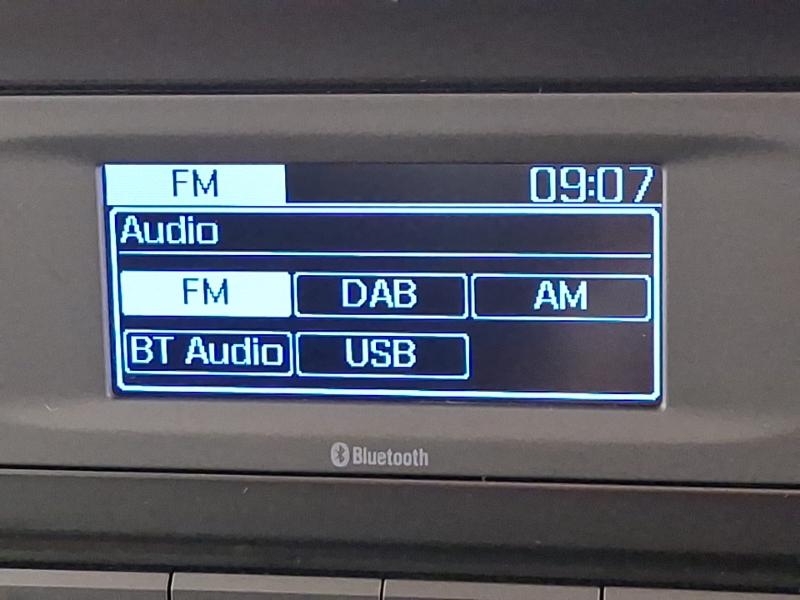 FM 09:07
Audio
FM DAB AM
BT Audio USB
Bluetooth